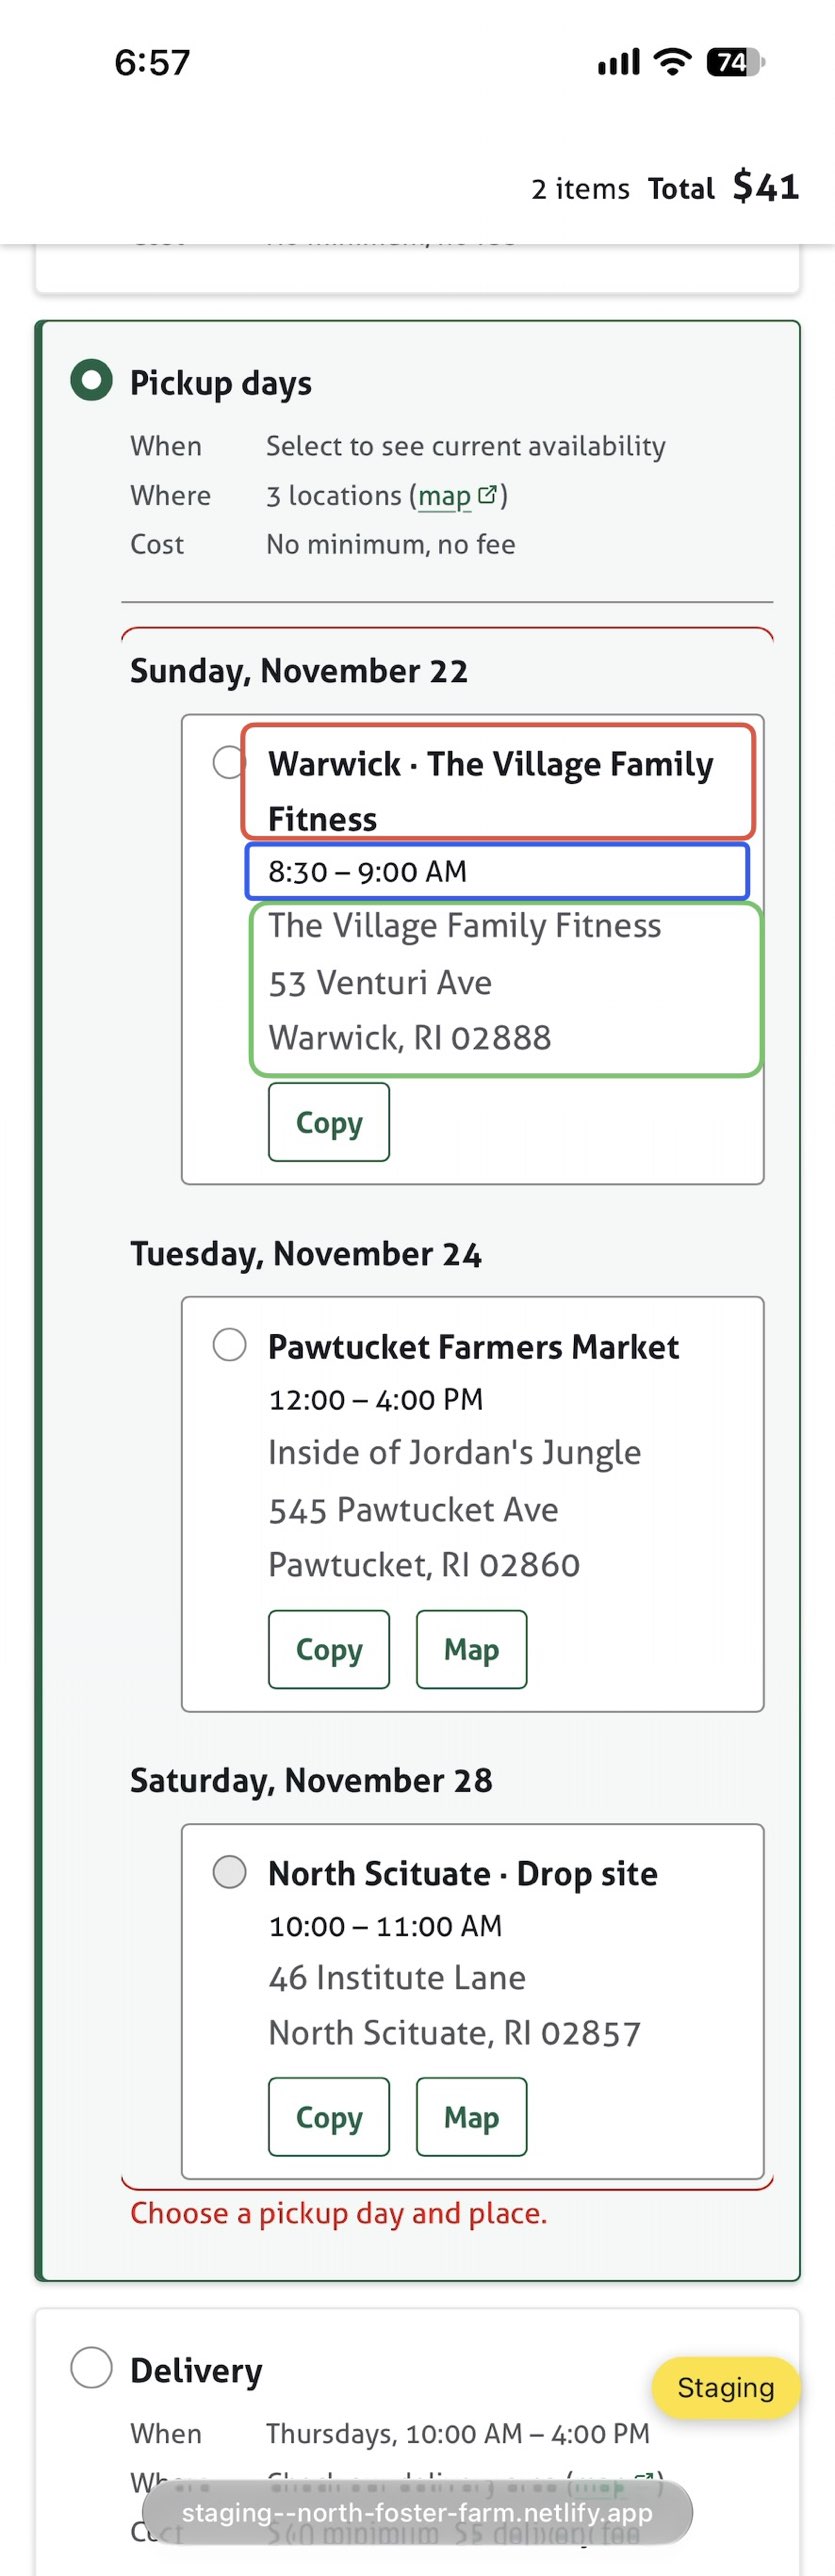 6:57
74
2 items Total $41
Pickup days
When Select to see current availability
Where 3 locations (map)
Cost No minimum, no fee
Sunday, November 22
Warwick · The Village Family
Fitness
8:30 – 9:00 AM
The Village Family Fitness
53 Venturi Ave
Warwick, RI 02888
Copy
Tuesday, November 24
Pawtucket Farmers Market
12:00 – 4:00 PM
Inside of Jordan's Jungle
545 Pawtucket Ave
Pawtucket, RI 02860
Copy Map
Saturday, November 28
North Scituate · Drop site
10:00 – 11:00 AM
46 Institute Lane
North Scituate, RI 02857
Copy Map
Choose a pickup day and place.
Delivery
Staging
When Thursdays, 10:00 AM – 4:00 PM
staging--north-foster-farm.netlify.app